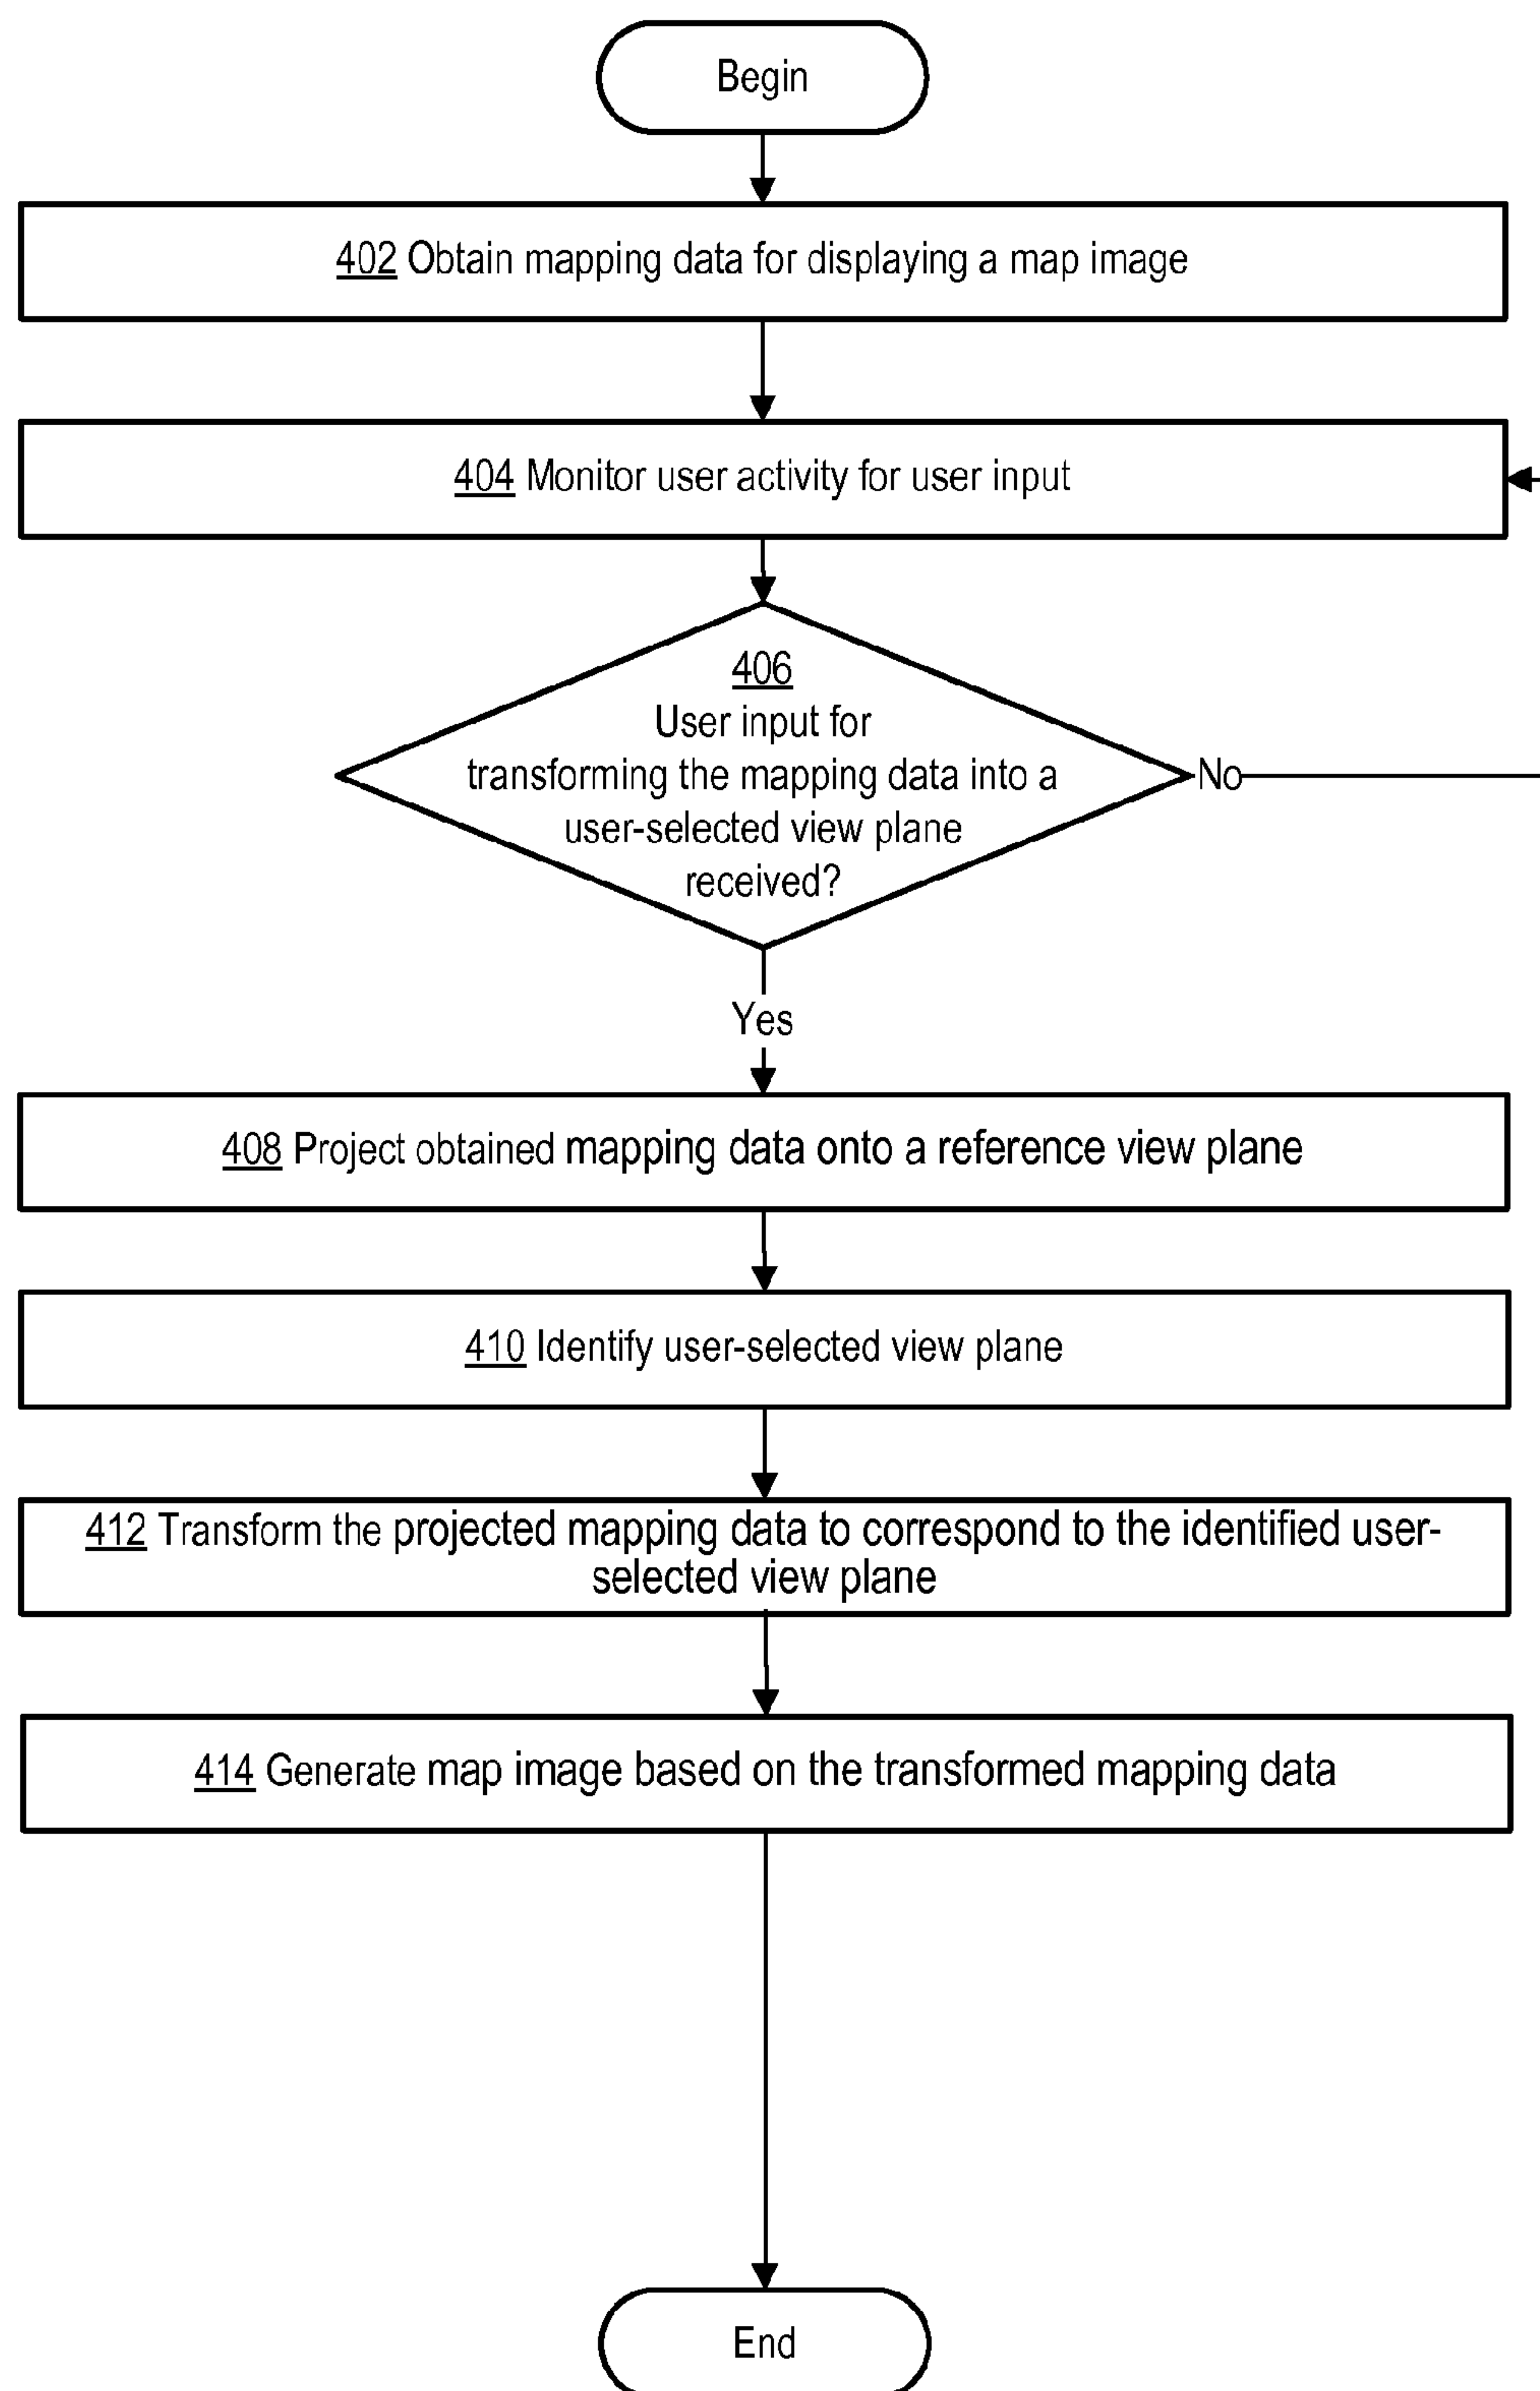 Begin
402 Obtain mapping data for displaying a map image
404 Monitor user activity for user input
406
User input for
transforming the mapping data into a
user-selected view plane
received?
No
Yes
408 Project obtained mapping data onto a reference view plane
410 Identify user-selected view plane
412 Transform the projected mapping data to correspond to the identified user-
selected view plane
414 Generate map image based on the transformed mapping data
End